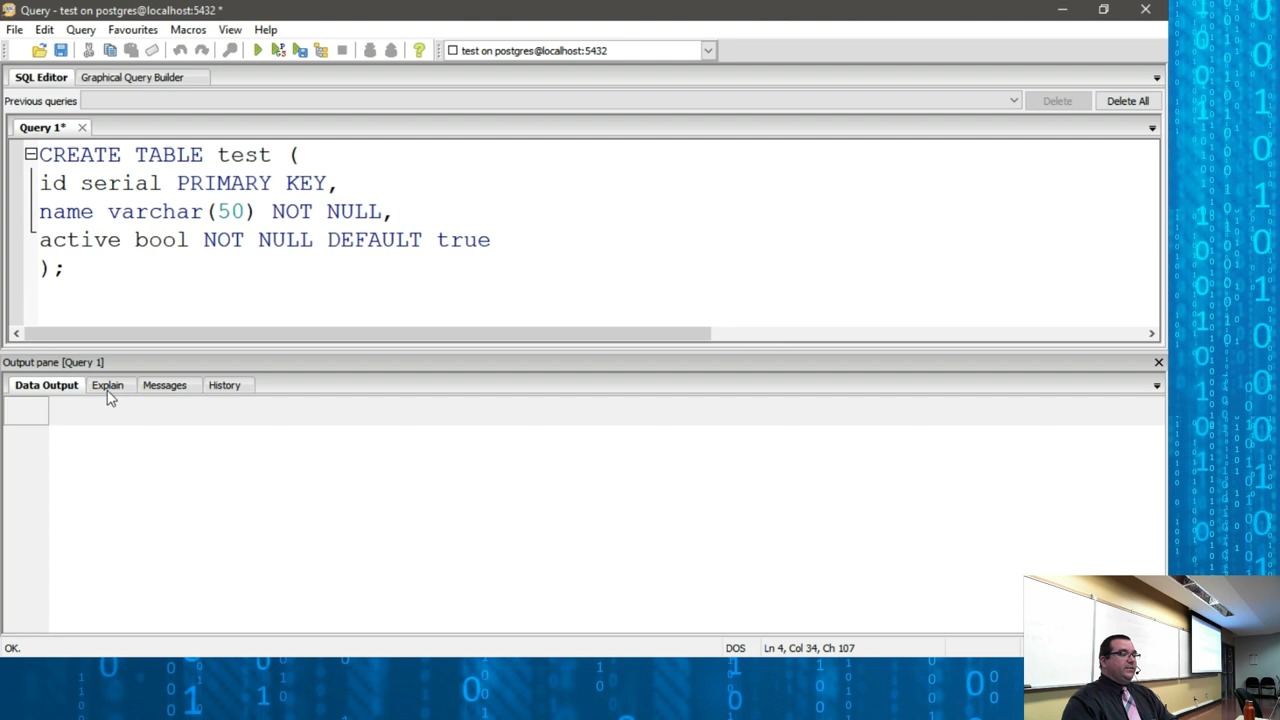 Query - test on postgres@localhost:5432 *
File Edit Query Favourites Macros View Help
test on postgres@localhost:5432
SQL Editor Graphical Query Builder
Previous queries Delete Delete All
Query 1*
CREATE TABLE test (
id serial PRIMARY KEY,
name varchar(50) NOT NULL,
active bool NOT NULL DEFAULT true
);
Output pane [Query 1]
Data Output Explain Messages History
OK. DOS Ln 4, Col 34, Ch 107